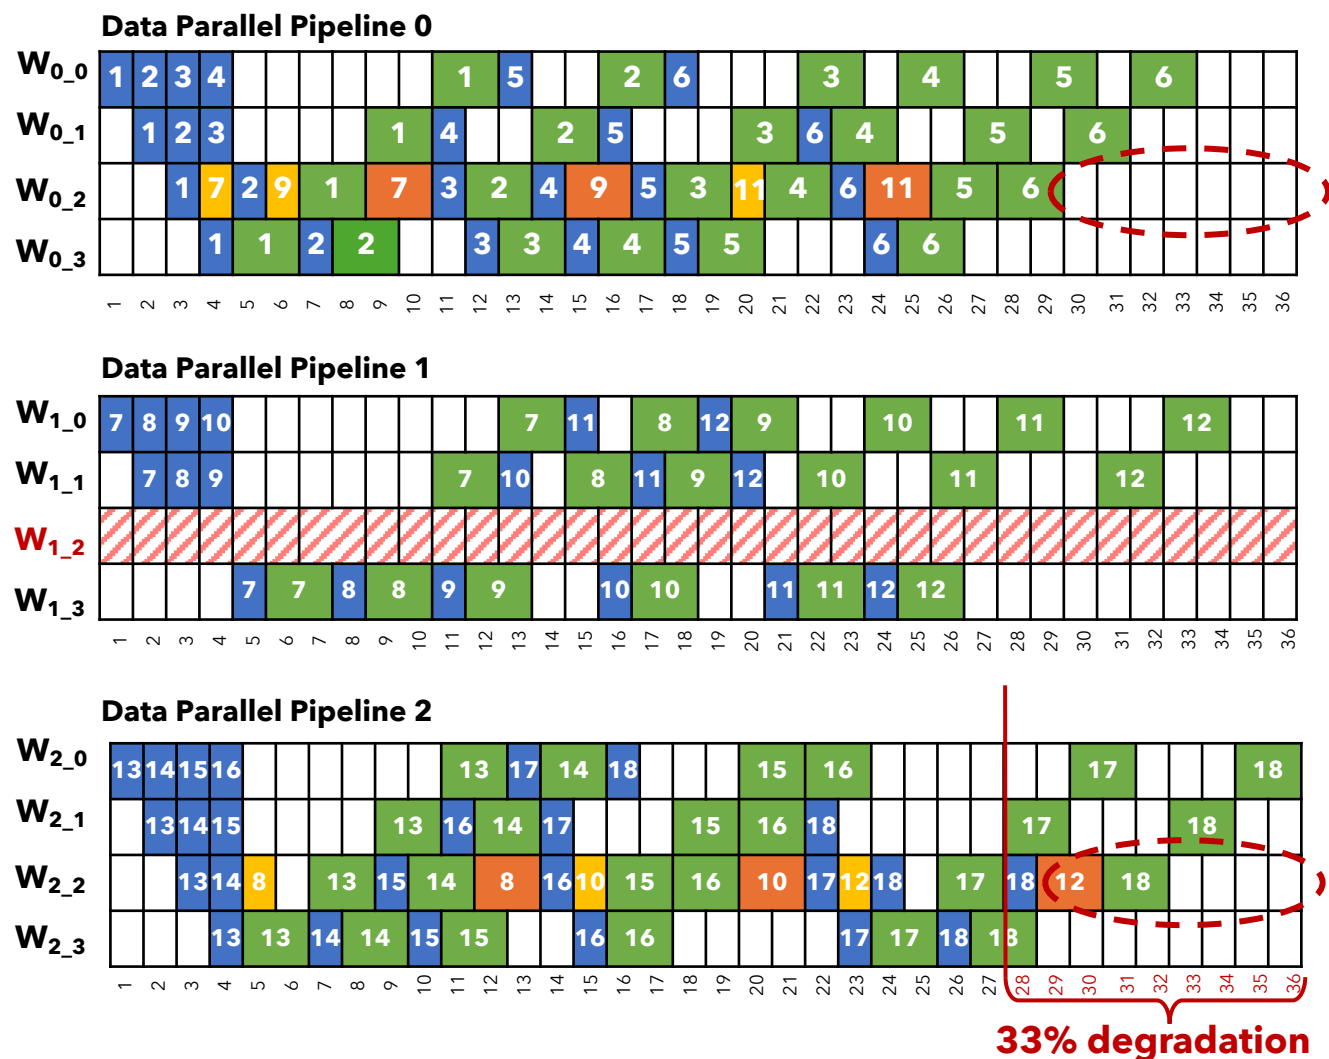 Data Parallel Pipeline 0
W0_0 1 2 3 4 1 5 2 6 3 4 5 6
W0_1 1 2 3 1 4 2 5 3 6 4 5 6
W0_2 1 7 2 9 1 7 3 2 4 9 5 3 11 4 6 11 5 6
W0_3 1 1 2 2 3 3 4 4 5 5 6 6
1 2 3 4 5 6 7 8 9 10 11 12 13 14 15 16 17 18 19 20 21 22 23 24 25 26 27 28 29 30 31 32 33 34 35 36
Data Parallel Pipeline 1
W1_0 7 8 9 10 7 11 8 12 9 10 11 12
W1_1 7 8 9 7 10 8 11 9 12 10 11 12
W1_2
W1_3 7 7 8 8 9 9 10 10 11 11 12 12
1 2 3 4 5 6 7 8 9 10 11 12 13 14 15 16 17 18 19 20 21 22 23 24 25 26 27 28 29 30 31 32 33 34 35 36
Data Parallel Pipeline 2
W2_0 13 14 15 16 13 17 14 18 15 16 17 18
W2_1 13 14 15 13 16 14 17 15 16 18 17 18
W2_2 13 14 8 13 15 14 8 16 10 15 16 10 17 12 18 17 18 12 18
W2_3 13 13 14 14 15 15 16 16 17 17 18 18
1 2 3 4 5 6 7 8 9 10 11 12 13 14 15 16 17 18 19 20 21 22 23 24 25 26 27 28 29 30 31 32 33 34 35 36
33% degradation